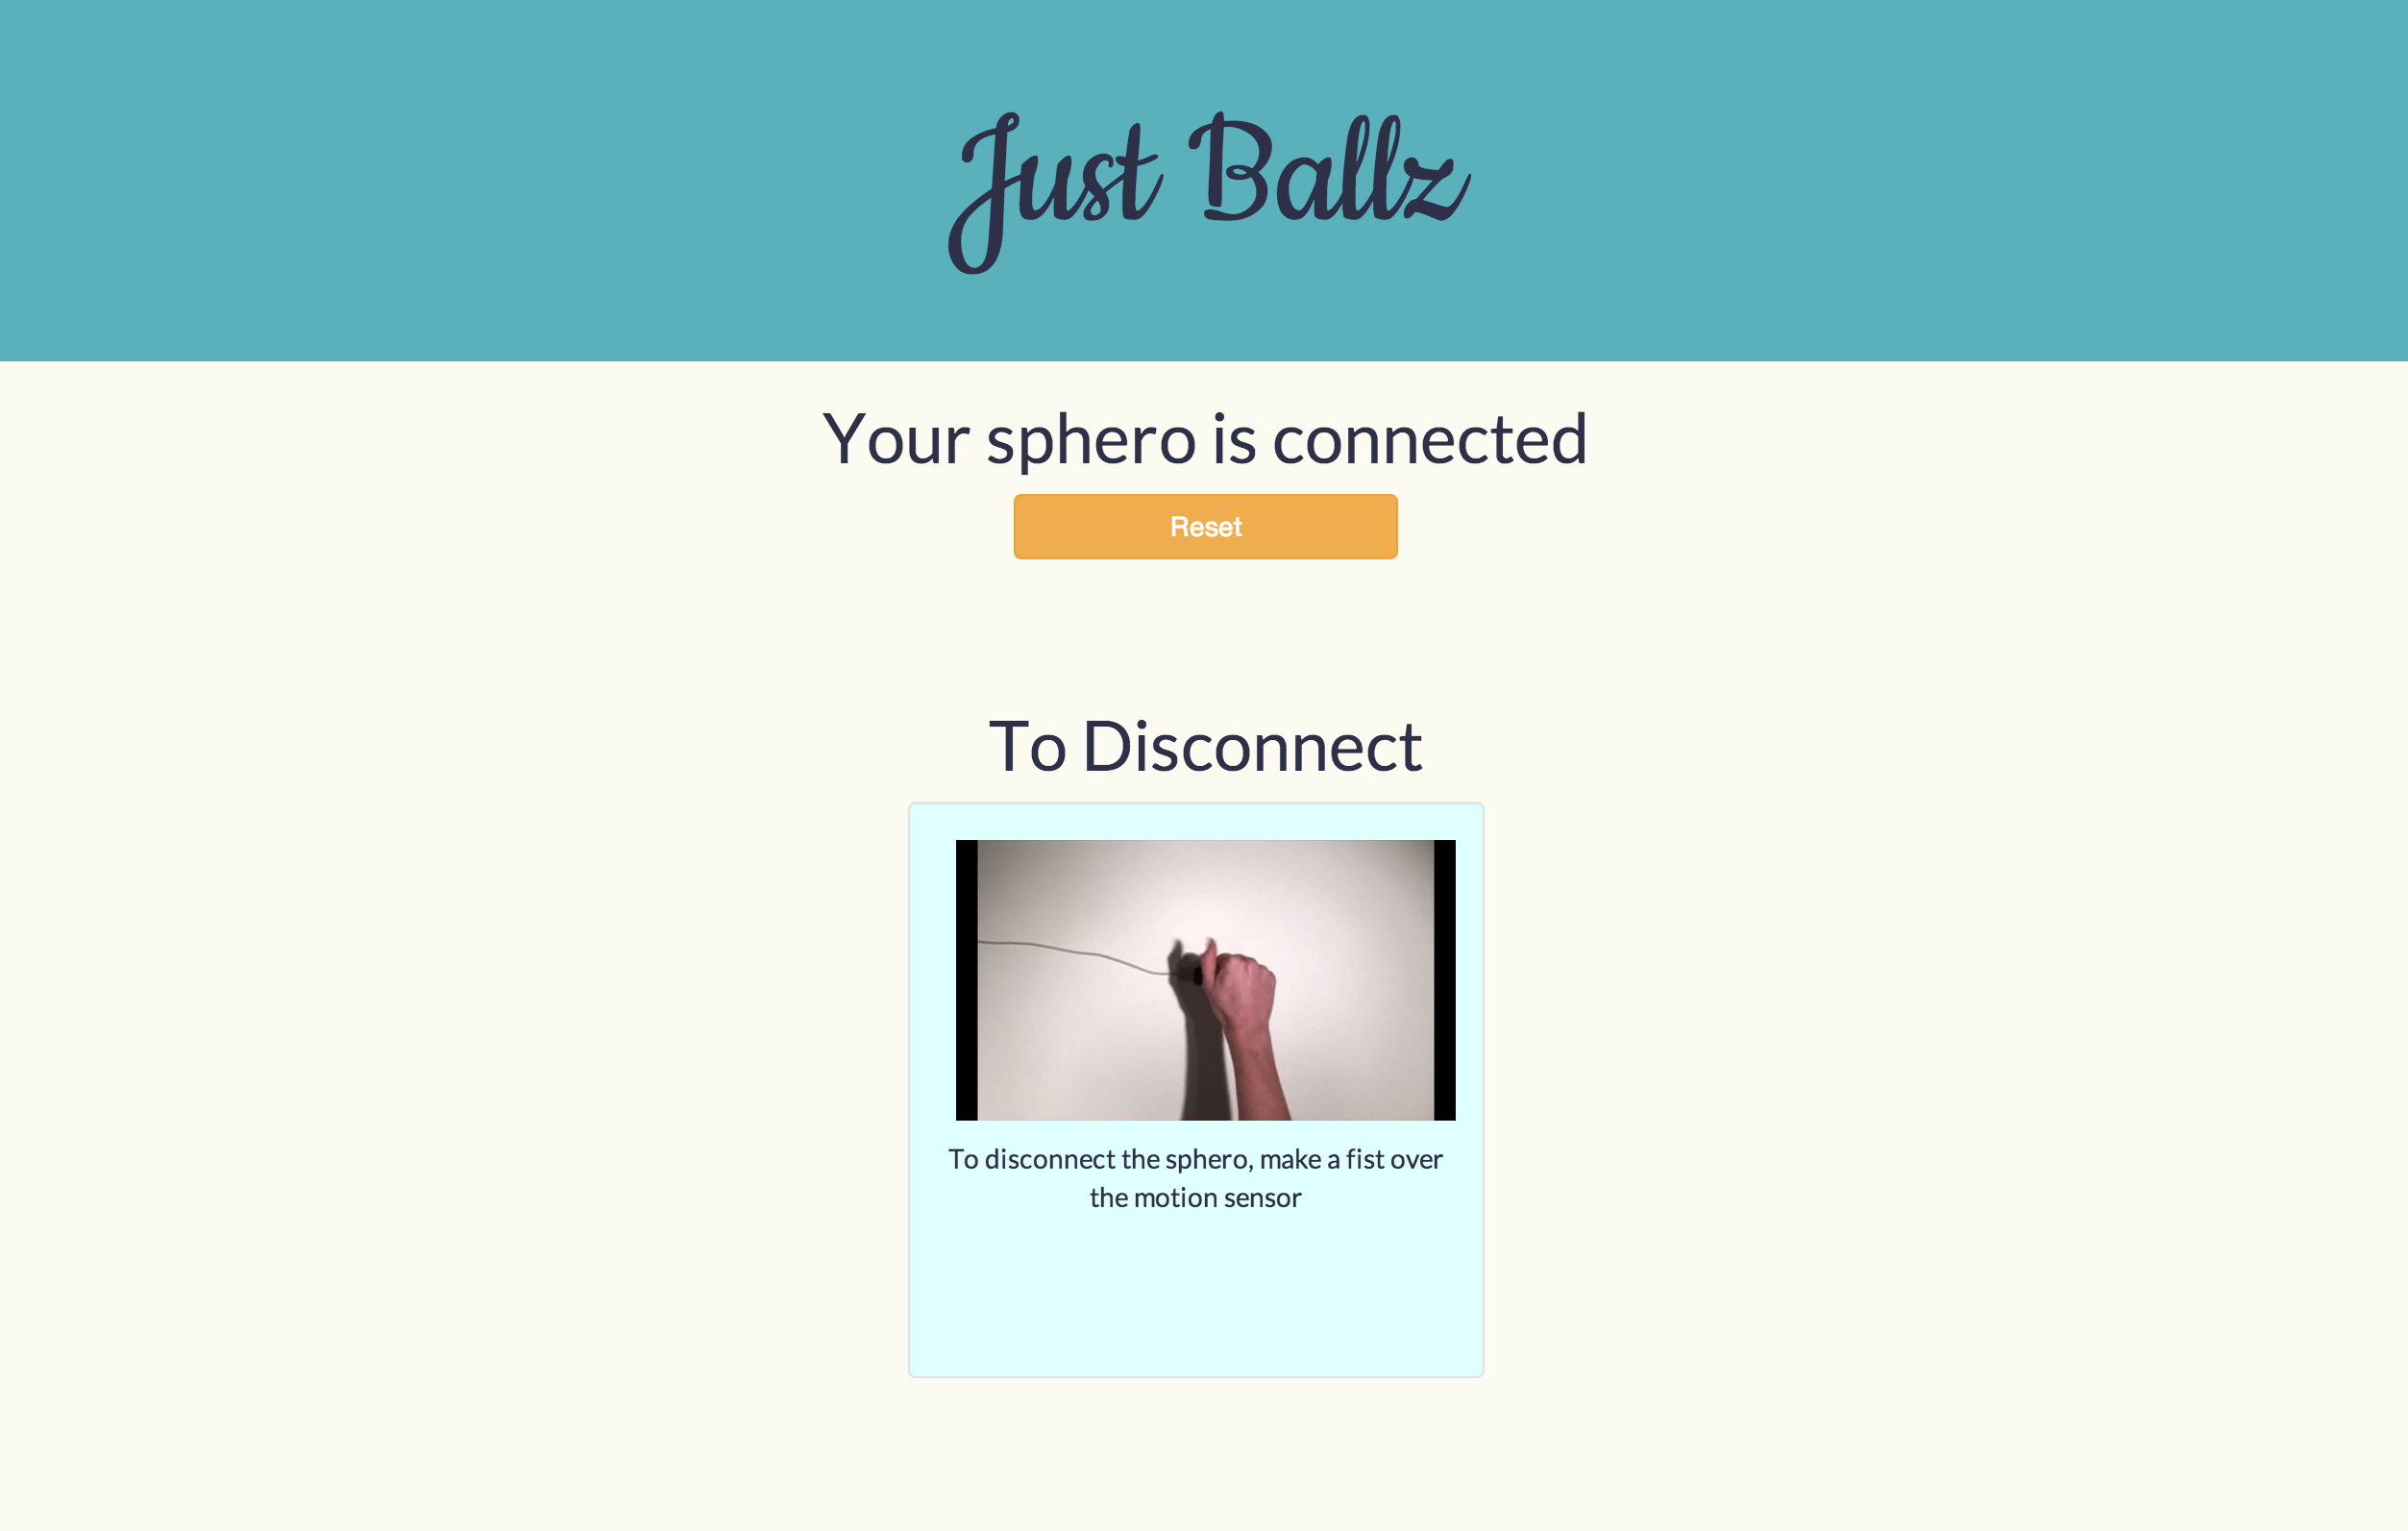 Just Ballz
Your sphero is connected
Reset
To Disconnect
To disconnect the sphero, make a fist over
the motion sensor